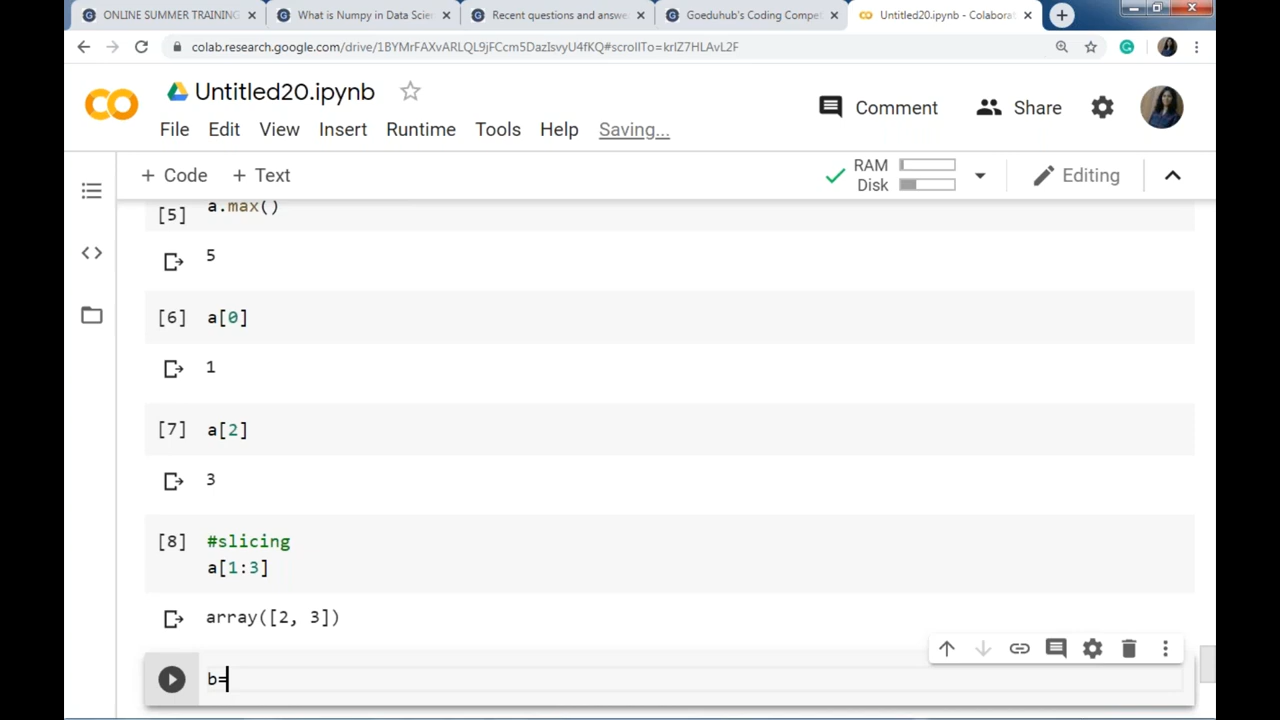 ONLINE SUMMER TRAINING
What is Numpy in Data Scien
Recent questions and answe
Goeduhub's Coding Compet
Untitled20.ipynb - Colaborat
colab.research.google.com/drive/1BYMrFAXvARLQL9jFCcm5DazIsvyU4fKQ#scrollTo=krlZ7HLAvL2F
Untitled20.ipynb
Comment
Share
File Edit View Insert Runtime Tools Help Saving...
+ Code + Text
RAM
Disk
Editing
[5] a.max()
5
[6] a[0]
1
[7] a[2]
3
[8] #slicing
a[1:3]
array([2, 3])
b=